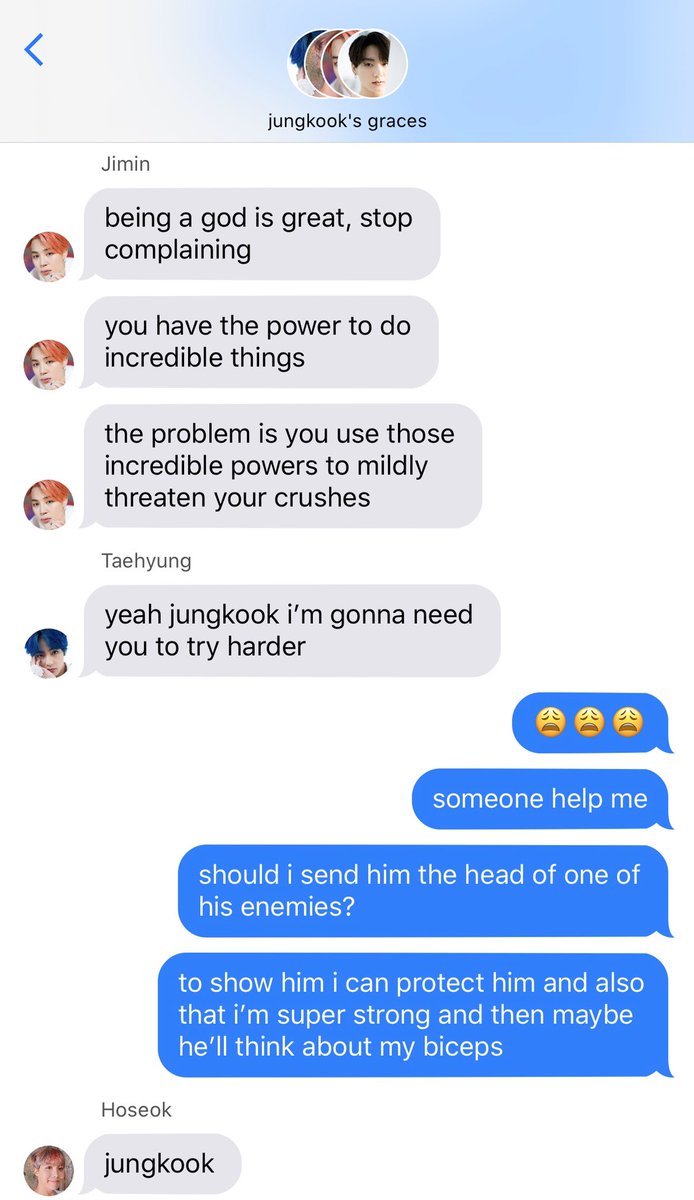 jungkook's graces
Jimin
being a god is great, stop
complaining
you have the power to do
incredible things
the problem is you use those
incredible powers to mildly
threaten your crushes
Taehyung
yeah jungkook i’m gonna need
you to try harder
😩😩😩
someone help me
should i send him the head of one of
his enemies?
to show him i can protect him and also
that i’m super strong and then maybe
he’ll think about my biceps
Hoseok
jungkook